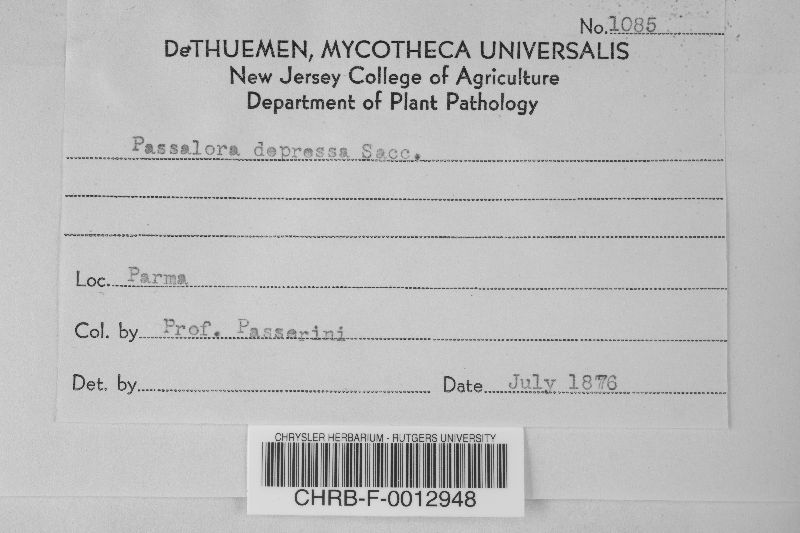 No. 1085
DeTHUEMEN, MYCOTHECA UNIVERSALIS
New Jersey College of Agriculture
Department of Plant Pathology
Passalora depressa Sacc.
Loc. Parma
Col. by Prof. Passerini
Det. by Date July 1876
CHRYSLER HERBARIUM - RUTGERS UNIVERSITY
CHRB-F-0012948